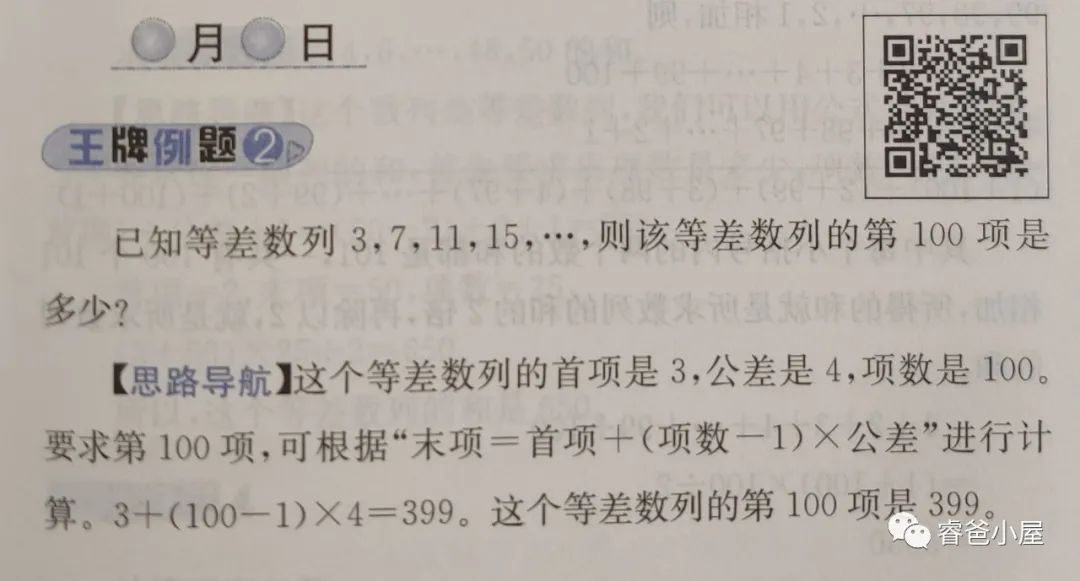 月 日
王牌例题2
已知等差数列 3,7,11,15,…,则该等差数列的第 100 项是
多少?
【思路导航】这个等差数列的首项是 3,公差是 4,项数是 100。
要求第 100 项,可根据“末项=首项+(项数-1)×公差”进行计
算。3+(100-1)×4=399。这个等差数列的第 100 项是 399。
睿爸小屋